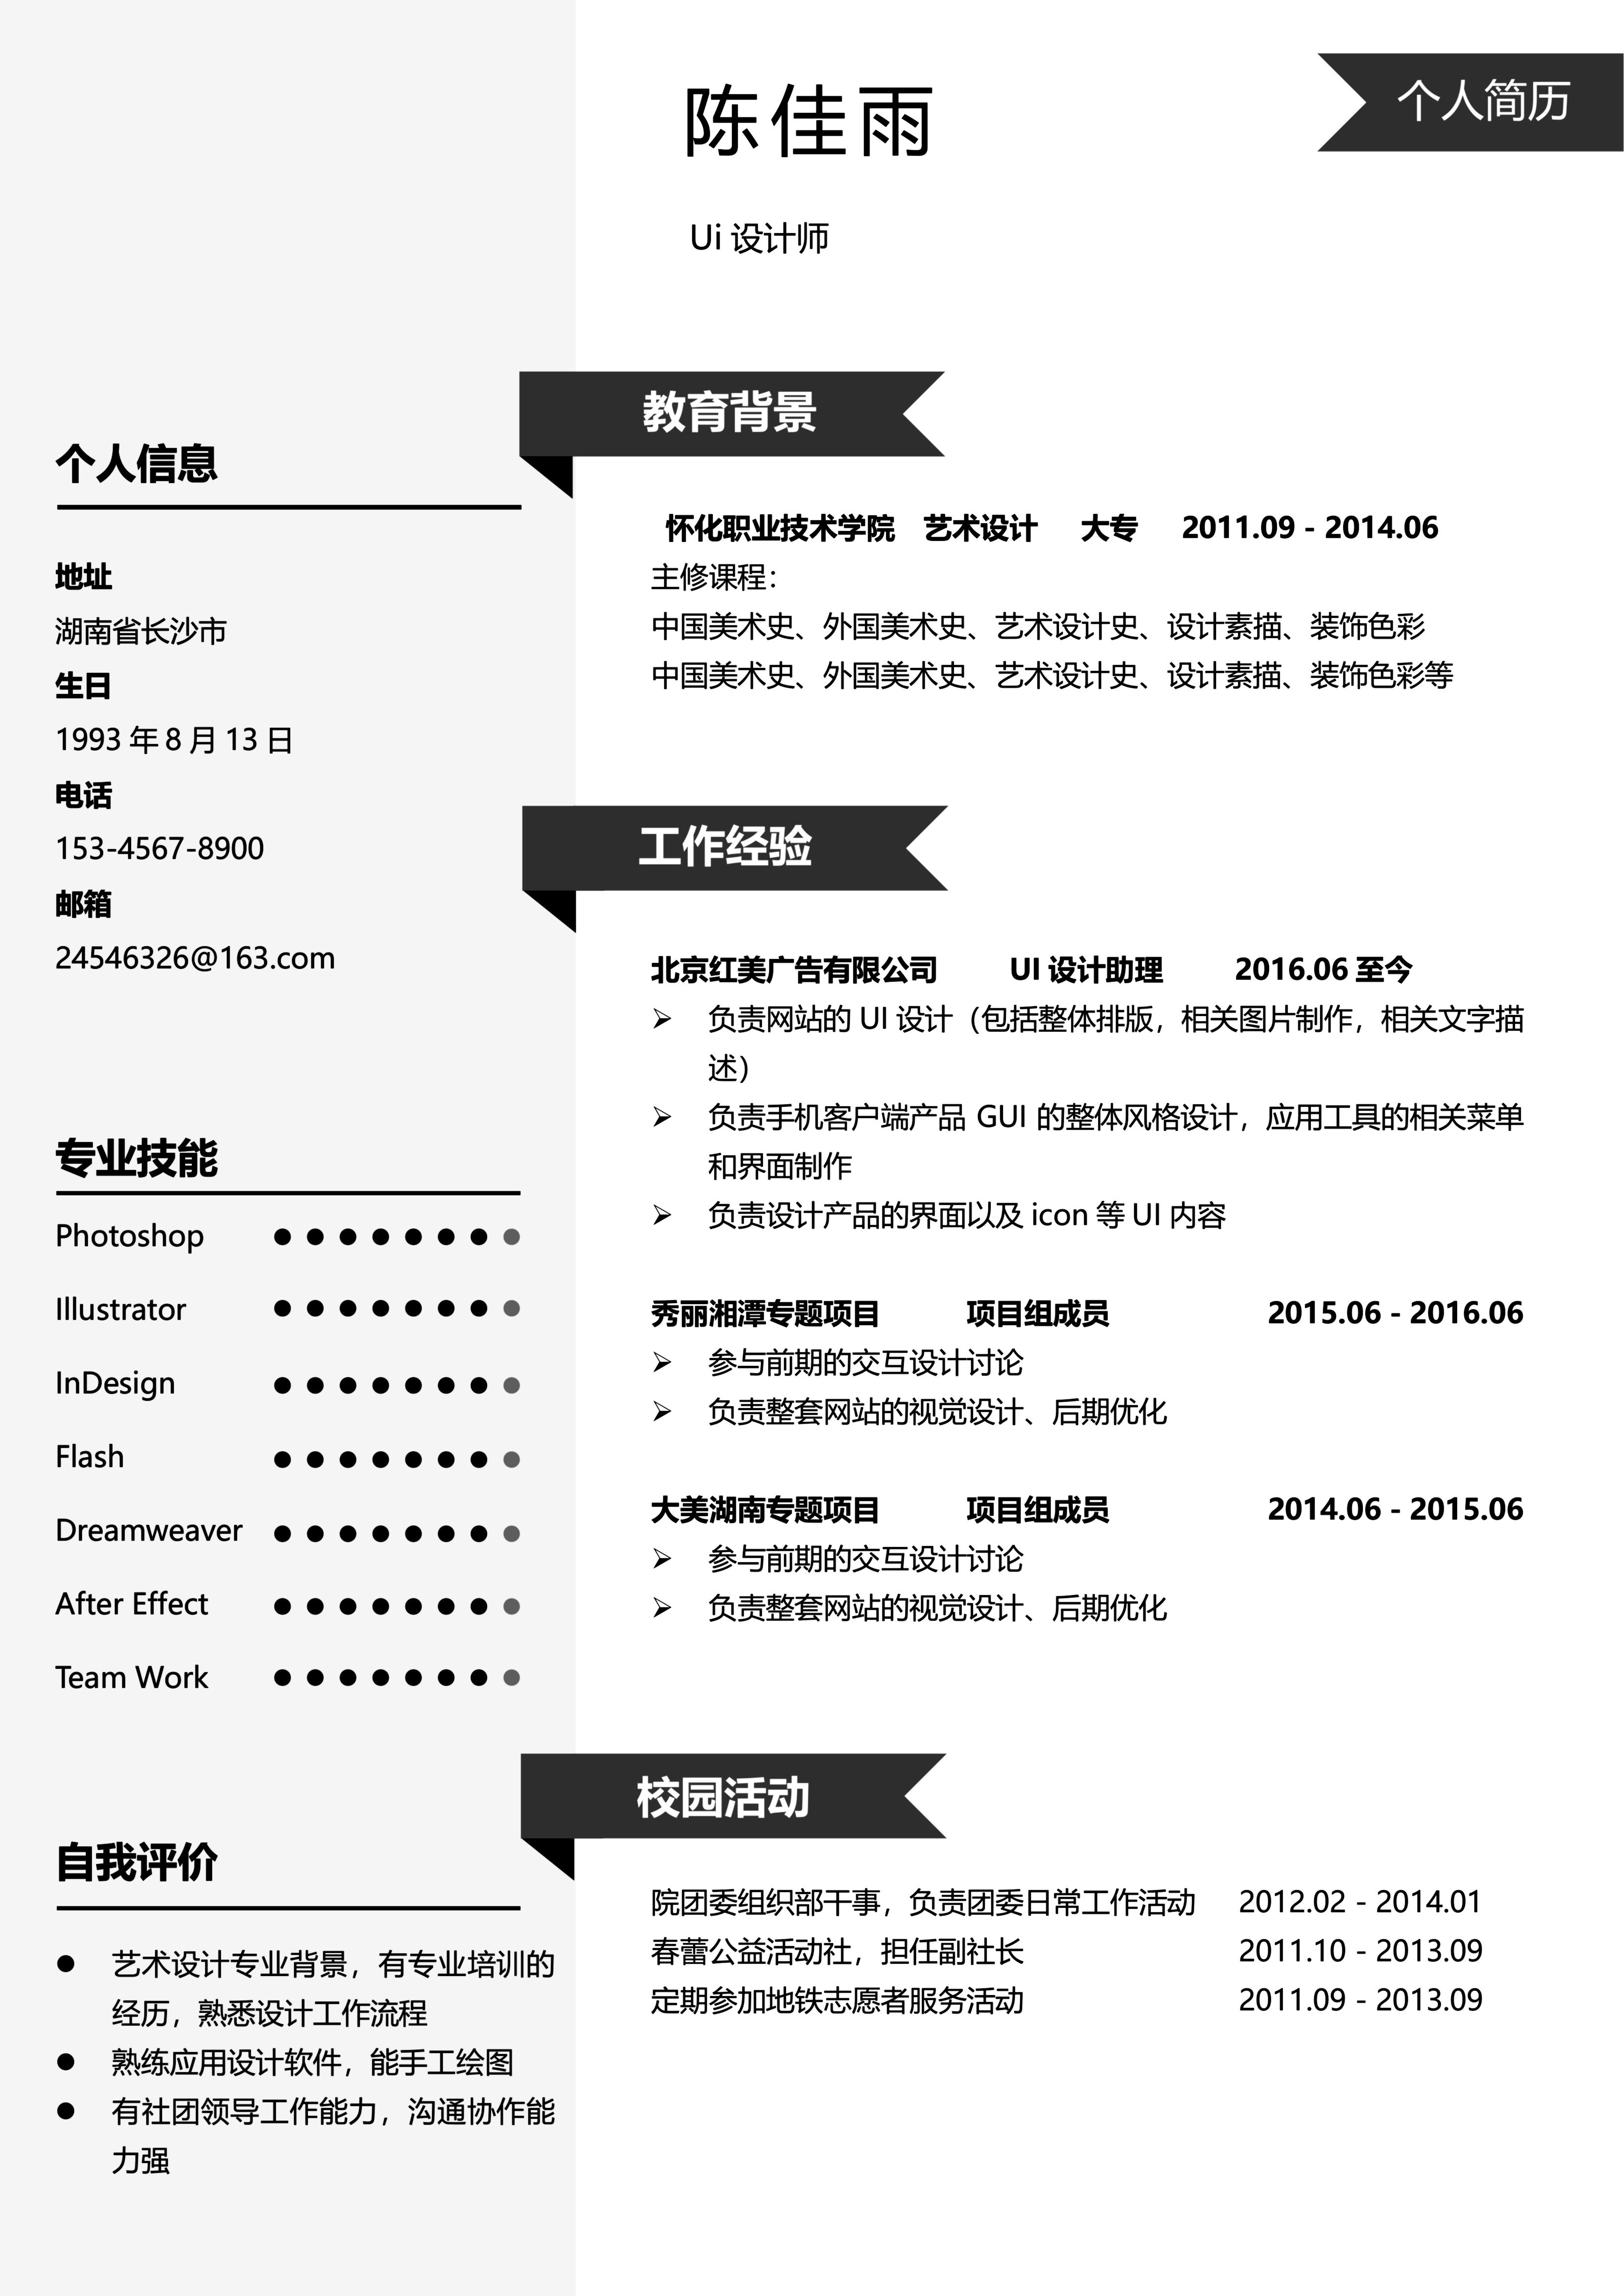 陈佳雨
个人简历
Ui 设计师
个人信息
地址
湖南省长沙市
生日
1993 年 8 月 13 日
电话
153-4567-8900
邮箱
24546326@163.com
专业技能
Photoshop
Illustrator
InDesign
Flash
Dreamweaver
After Effect
Team Work
自我评价
艺术设计专业背景，有专业培训的
经历，熟悉设计工作流程
熟练应用设计软件，能手工绘图
有社团领导工作能力，沟通协作能
力强
教育背景
怀化职业技术学院 艺术设计 大专 2011.09 - 2014.06
主修课程：
中国美术史、外国美术史、艺术设计史、设计素描、装饰色彩
中国美术史、外国美术史、艺术设计史、设计素描、装饰色彩等
工作经验
北京红美广告有限公司 UI 设计助理 2016.06 至今
负责网站的 UI 设计（包括整体排版，相关图片制作，相关文字描
述）
负责手机客户端产品 GUI 的整体风格设计，应用工具的相关菜单
和界面制作
负责设计产品的界面以及 icon 等 UI 内容
秀丽湘潭专题项目 项目组成员 2015.06 - 2016.06
参与前期的交互设计讨论
负责整套网站的视觉设计、后期优化
大美湖南专题项目 项目组成员 2014.06 - 2015.06
参与前期的交互设计讨论
负责整套网站的视觉设计、后期优化
校园活动
院团委组织部干事，负责团委日常工作活动 2012.02 - 2014.01
春蕾公益活动社，担任副社长 2011.10 - 2013.09
定期参加地铁志愿者服务活动 2011.09 - 2013.09